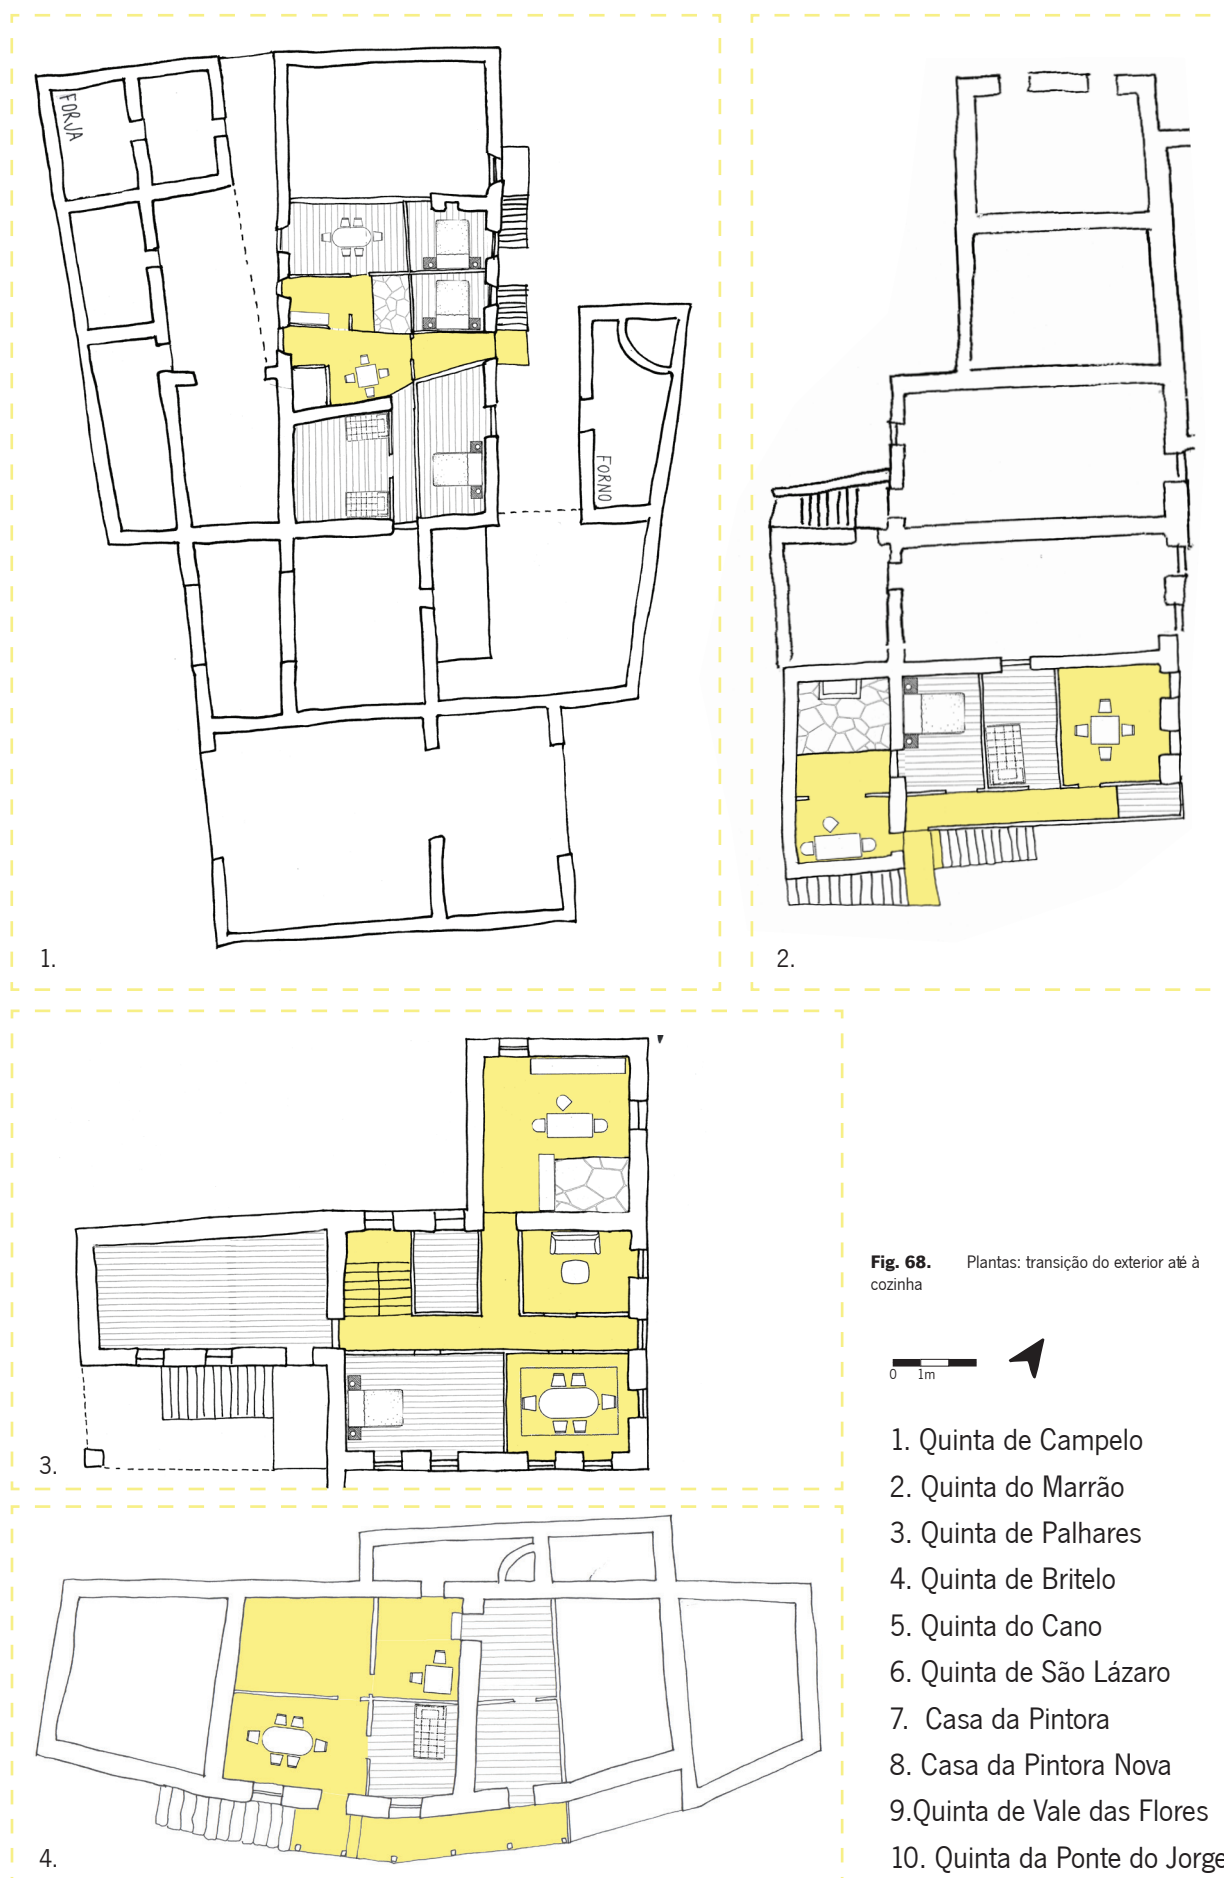 FORJA
FORNO
1.
2.
3.
4.
Fig. 68. Plantas: transição do exterior até à
cozinha
0 1m
1. Quinta de Campelo
2. Quinta do Marrão
3. Quinta de Palhares
4. Quinta de Britelo
5. Quinta do Cano
6. Quinta de São Lázaro
7. Casa da Pintora
8. Casa da Pintora Nova
9.Quinta de Vale das Flores
10. Quinta da Ponte do Jorge